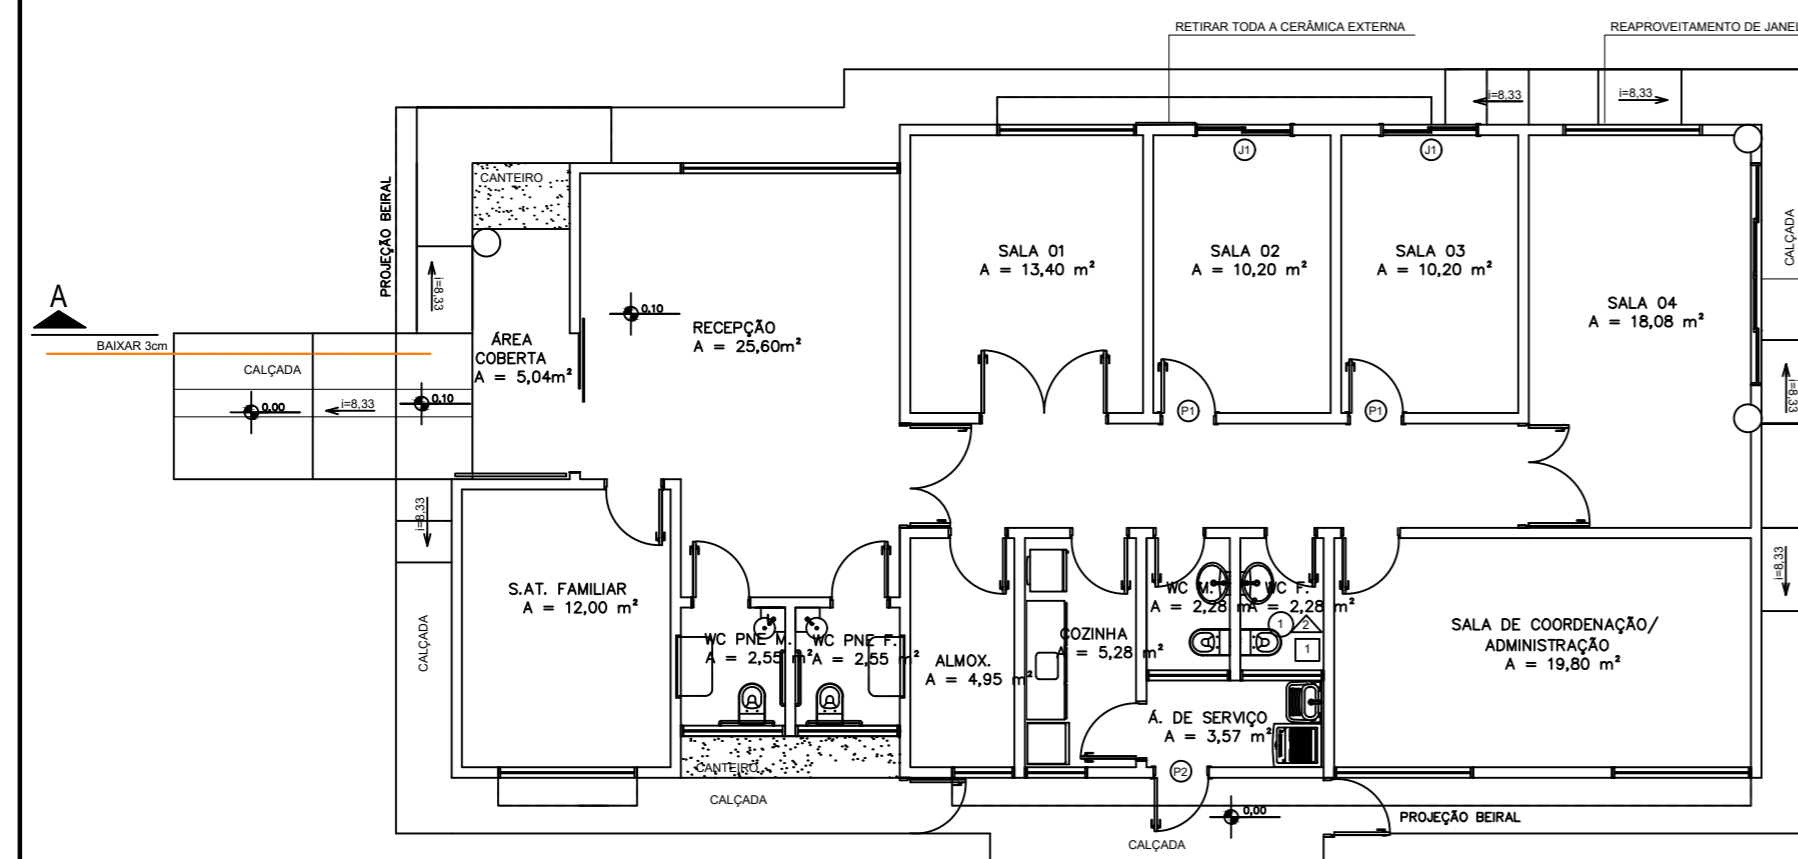 RETIRAR TODA A CERÂMICA EXTERNA
REAPROVEITAMENTO DE JANEL
i=8,33
i=8,33
J1
J1
CANTEIRO
PROJEÇÃO BEIRAL
i=8,33
CALÇADA
SALA 01
A = 13,40 m²
SALA 02
A = 10,20 m²
SALA 03
A = 10,20 m²
SALA 04
A = 18,08 m²
A
BAIXAR 3cm
0,10
RECEPÇÃO
A = 25,60m²
ÁREA
COBERTA
A = 5,04m²
CALÇADA
0,00
i=8,33
0,10
P1
P1
i=8,33
i=8,33
S.AT. FAMILIAR
A = 12,00 m²
CALÇADA
WC PNE M.
A = 2,55 m²
WC PNE F.
A = 2,55 m²
ALMOX.
A = 4,95 m²
COZINHA
A = 5,28 m²
WC M.
A = 2,28 m²
WC F.
A = 2,28 m²
1
2
1
SALA DE COORDENAÇÃO/
ADMINISTRAÇÃO
A = 19,80 m²
i=8,33
Á. DE SERVIÇO
A = 3,57 m²
CANTEIRO
P2
CALÇADA
0,00
PROJEÇÃO BEIRAL
CALÇADA